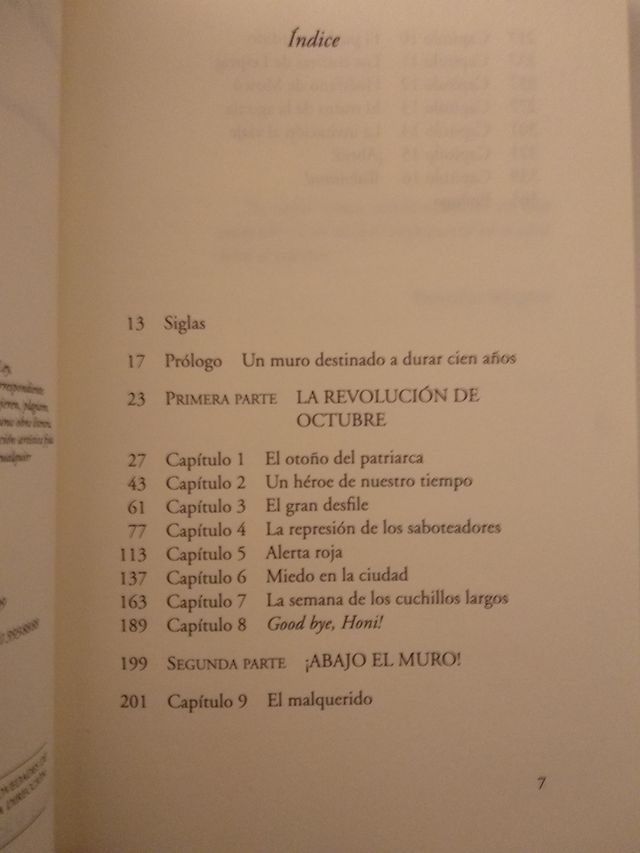 Índice
13 Siglas
17 Prólogo Un muro destinado a durar cien años
23 PRIMERA PARTE LA REVOLUCIÓN DE
OCTUBRE
27 Capítulo 1 El otoño del patriarca
43 Capítulo 2 Un héroe de nuestro tiempo
61 Capítulo 3 El gran desfile
77 Capítulo 4 La represión de los saboteadores
113 Capítulo 5 Alerta roja
137 Capítulo 6 Miedo en la ciudad
163 Capítulo 7 La semana de los cuchillos largos
189 Capítulo 8 Good bye, Honi!
199 SEGUNDA PARTE ¡ABAJO EL MURO!
201 Capítulo 9 El malquerido
7